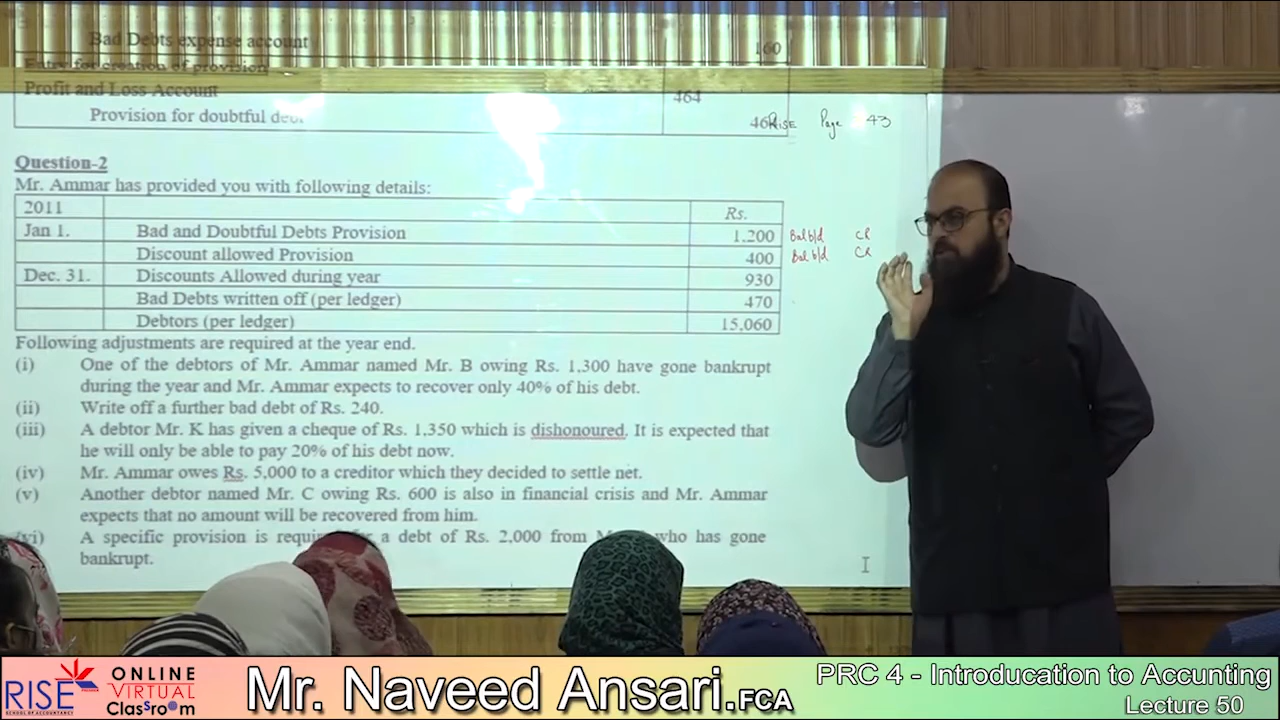 Bad Debts expense account 160
Entry for creation of provision
Profit and Loss Account 464
Provision for doubtful 464
RISE Page 43
Question-2
Mr. Ammar has provided you with following details:
2011 Rs.
Jan 1. Bad and Doubtful Debts Provision 1,200 Bal b/d CR
Discount allowed Provision 400 Bal b/d CR
Dec. 31. Discounts Allowed during year 930
Bad Debts written off (per ledger) 470
Debtors (per ledger) 15,060
Following adjustments are required at the year end.
(i) One of the debtors of Mr. Ammar named Mr. B owing Rs. 1,300 have gone bankrupt
during the year and Mr. Ammar expects to recover only 40% of his debt.
(ii) Write off a further bad debt of Rs. 240.
(iii) A debtor Mr. K has given a cheque of Rs. 1,350 which is dishonoured. It is expected that
he will only be able to pay 20% of his debt now.
(iv) Mr. Ammar owes Rs. 5,000 to a creditor which they decided to settle net.
(v) Another debtor named Mr. C owing Rs. 600 is also in financial crisis and Mr. Ammar
expects that no amount will be recovered from him.
(vi) A specific provision is a debt of Rs. 2,000 from who has gone
bankrupt.
RISE
SCHOOL OF ACCOUNTANCY
ONLINE
VIRTUAL
ClasSroom
Mr. Naveed Ansari.FCA
PRC 4 - Introducation to Accunting
Lecture 50